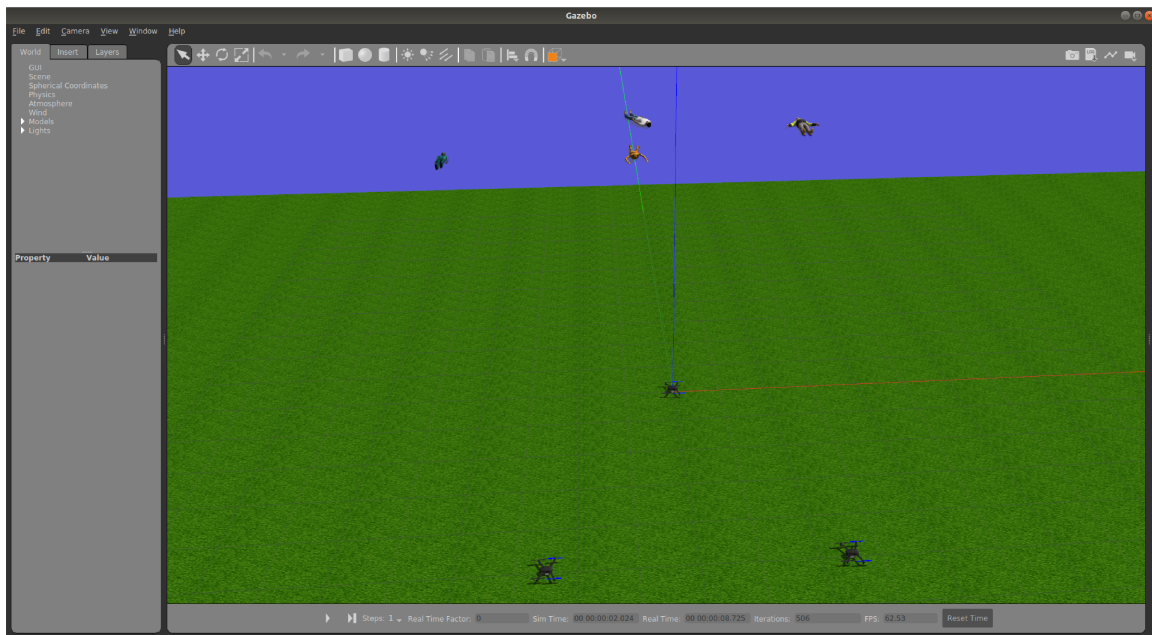 Gazebo
File Edit Camera View Window Help
World Insert Layers
GUI
Scene
Spherical Coordinates
Physics
Atmosphere
Wind
Models
Lights
Property Value
Steps: 1 Real Time Factor: 0 Sim Time: 00 00:00:02.024 Real Time: 00 00:00:08.725 Iterations: 506 FPS: 62.53 Reset Time